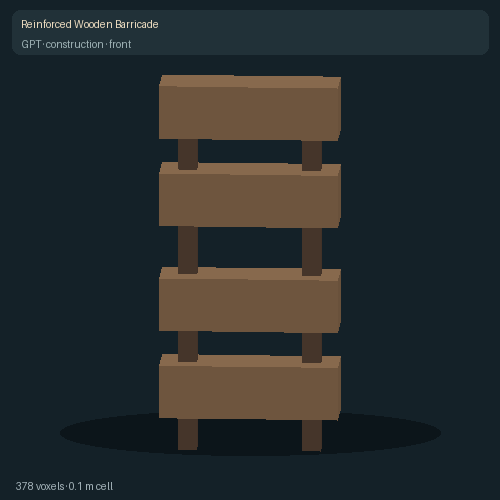 Reinforced Wooden Barricade
GPT·construction·front
378 voxels·0.1 m cell